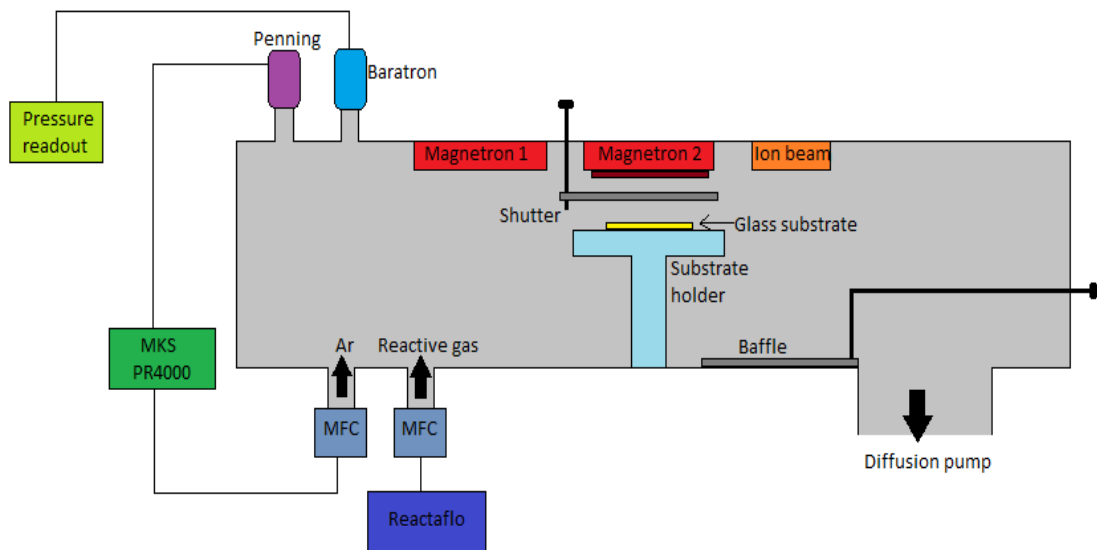 Penning
Baratron
Pressure
readout
Magnetron 1
Magnetron 2
Ion beam
Shutter
Glass substrate
Substrate
holder
MKS
PR4000
Ar
Reactive gas
Baffle
MFC
MFC
Diffusion pump
Reactaflo